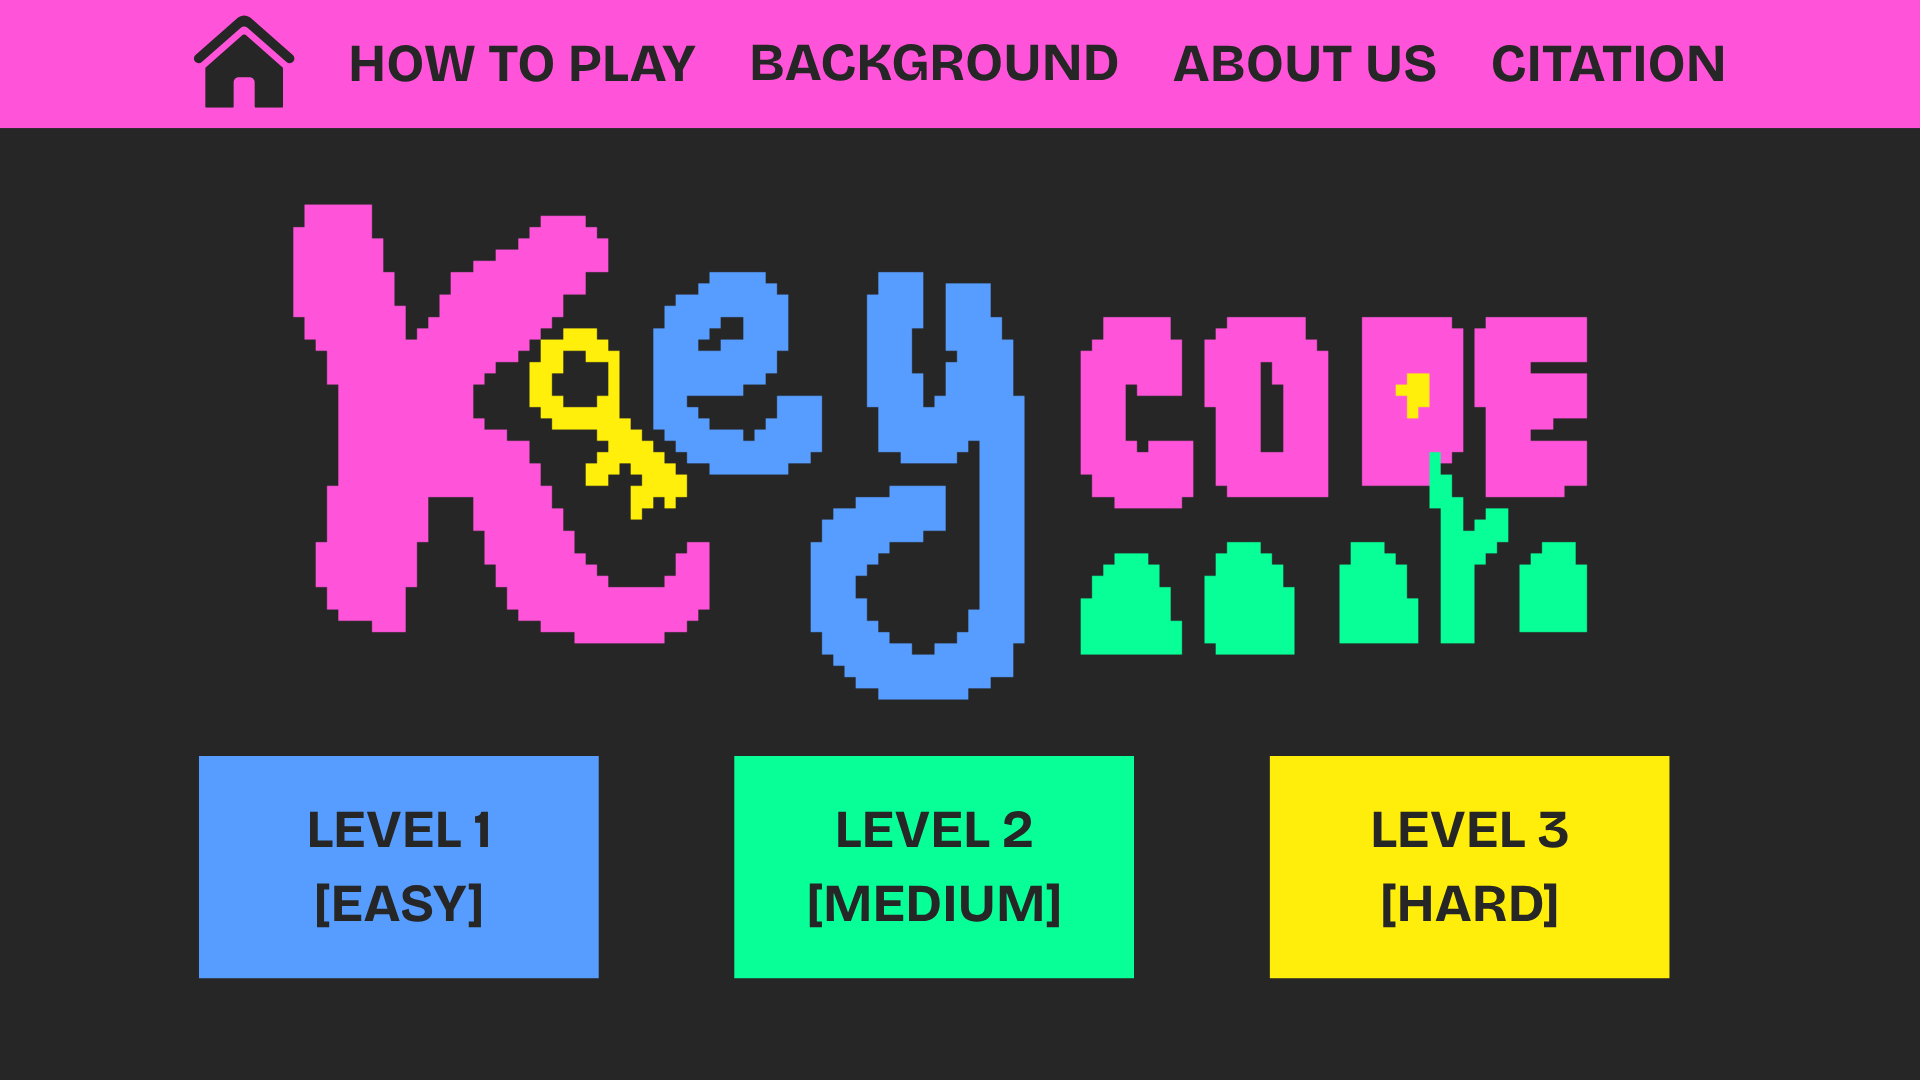 HOW TO PLAY BACKGROUND ABOUT US CITATION
Key CODE
LEVEL 1
[EASY]
LEVEL 2
[MEDIUM]
LEVEL 3
[HARD]